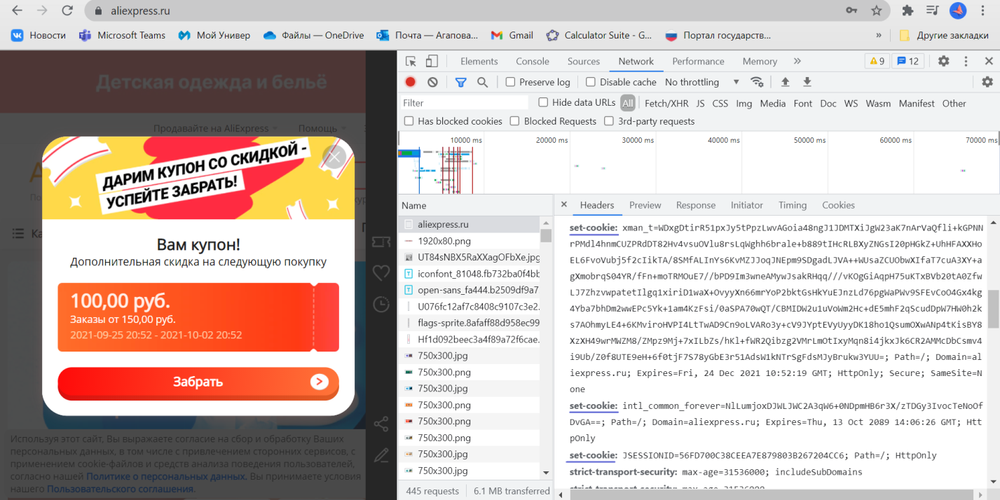 aliexpress.ru
Новости
Microsoft Teams
Мой Универ
Файлы — OneDrive
Почта — Агапова...
Gmail
Calculator Suite - G...
Портал государств...
»
Другие закладки
Детская одежда и бельё
Продавайте на AliExpress
Помощь
ДАРИМ КУПОН СО СКИДКОЙ -
УСПЕЙТЕ ЗАБРАТЬ!
Вам купон!
Дополнительная скидка на следующую покупку
100,00 руб.
Заказы от 150,00 руб.
2021-09-25 20:52 - 2021-10-02 20:52
Забрать
Используя этот сайт, Вы выражаете согласие на сбор и обработку Ваших
персональных данных, в том числе с привлечением сторонних сервисов, с
применением cookie-файлов и средств анализа поведения пользователей,
согласно нашей Политике о персональных данных. Вы принимаете условия
нашего Пользовательского соглашения.
Elements
Console
Sources
Network
Performance
Memory
»
9
12
Preserve log
Disable cache
No throttling
Filter
Hide data URLs
All
Fetch/XHR
JS
CSS
Img
Media
Font
Doc
WS
Wasm
Manifest
Other
Has blocked cookies
Blocked Requests
3rd-party requests
10000 ms
20000 ms
30000 ms
40000 ms
50000 ms
60000 ms
70000 ms
Name
aliexpress.ru
1920x80.png
UT84sNBX5RaXXagOFbXe.jpg
iconfont_81048.fb732ba0f4bb
open-sans_fa444.b2509df9a7
U076fc12af7c8408c9107c3e2.
flags-sprite.8afaff88d958ec99
Hf1d092beec3a4f89a72f6cae.
750x300.jpg
750x300.png
750x300.jpg
750x300.png
750x300.png
750x300.png
750x300.jpg
750x300.jpg
445 requests
6.1 MB transferred
Headers
Preview
Response
Initiator
Timing
Cookies
set-cookie: xman_t=WDxgDtirR51pxJy5tPpzLwvAGoia48ngJ1JDMTXiJgW23aK7nArVaQfli+kGPNN
rPMdl4hnmCUZPRdDT82Hv4vsuOVlu8rsLqWghh6brale+b889tIHcRLBXyZNGsI20pHGkZ+UhHFAXXHo
EL6FvoVubj5f2cIikTA/8SMfALInYs6KvMZJJoqJNEpm9SDgadLJVA++WUsaZCUObwXIfaT7cuA3XY+a
gXmobrqS04YR/fFn+moTRMOuE7//bPD9Im3wneAMywJsakRHqq///vKOgGiAqpH75uKTxBVb20tA0Zfw
LJ7ZhzvwpatetIlgq1xiriD1waX+OvyyXn66mrYoP2bktGsHkYuEJnzLd76pgWaPWv9SFEvCoO4Gx4kg
4Yba7bhDm2wwEPc5Yk+1am4KzFsi/0aSPA70wQT/CBMIDW2u1uVoWm2Hc+dE5mhF2qScudDpW7HW0h2k
s7AOhmyLE4+6KMviroHVPI4LtTwAD9Cn9oLVARo3y+cV9JYptEVyUyyDK18ho1QsumOXwANp4tKisBY8
XzXH49wrMWZM8/ZMpz9Mj+7xILbZs/hKl+fWR2Qibzg2VMrLmOtIxyMqn8i4jkxJk6CR2AMMcDbCsmv4
i9Ub/Z0f8UTE9eH+6f0tjF7S78yGbE3r51AdsW1kNTrSgFdsMJyBrukw3YUU=; Path=/; Domain=al
iexpress.ru; Expires=Fri, 24 Dec 2021 10:52:19 GMT; HttpOnly; Secure; SameSite=N
one
set-cookie: intl_common_forever=NlLumjoxDJWLJWC2A3qW6+0NDpmHB6r3X/zTDGy3IvocTeNoOf
DvGA==; Path=/; Domain=aliexpress.ru; Expires=Thu, 13 Oct 2089 14:06:26 GMT; Htt
pOnly
set-cookie: JSESSIONID=56FD700C38CEEA7E879803B267204CC6; Path=/; HttpOnly
strict-transport-security: max-age=31536000; includeSubDomains
strict-transport-security: max-age=31536000